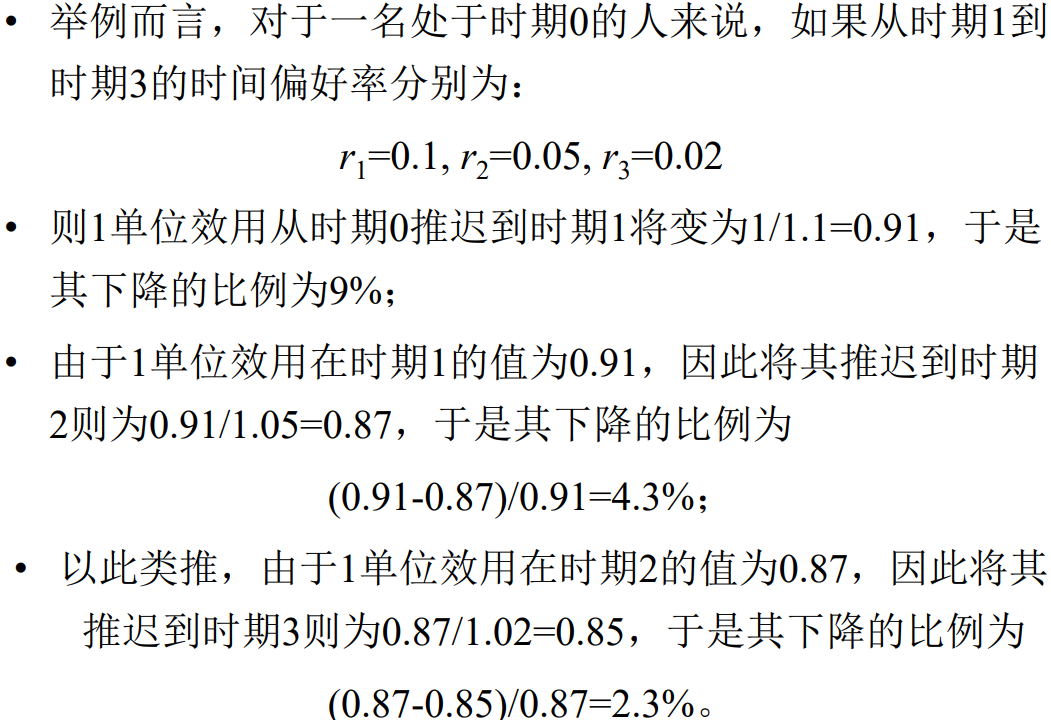 • 举例而言，对于一名处于时期0的人来说，如果从时期1到
时期3的时间偏好率分别为：
r₁=0.1, r₂=0.05, r₃=0.02
• 则1单位效用从时期0推迟到时期1将变为1/1.1=0.91，于是
其下降的比例为9%；
• 由于1单位效用在时期1的值为0.91，因此将其推迟到时期
2则为0.91/1.05=0.87，于是其下降的比例为
(0.91-0.87)/0.91=4.3%；
• 以此类推，由于1单位效用在时期2的值为0.87，因此将其
推迟到时期3则为0.87/1.02=0.85，于是其下降的比例为
(0.87-0.85)/0.87=2.3%。